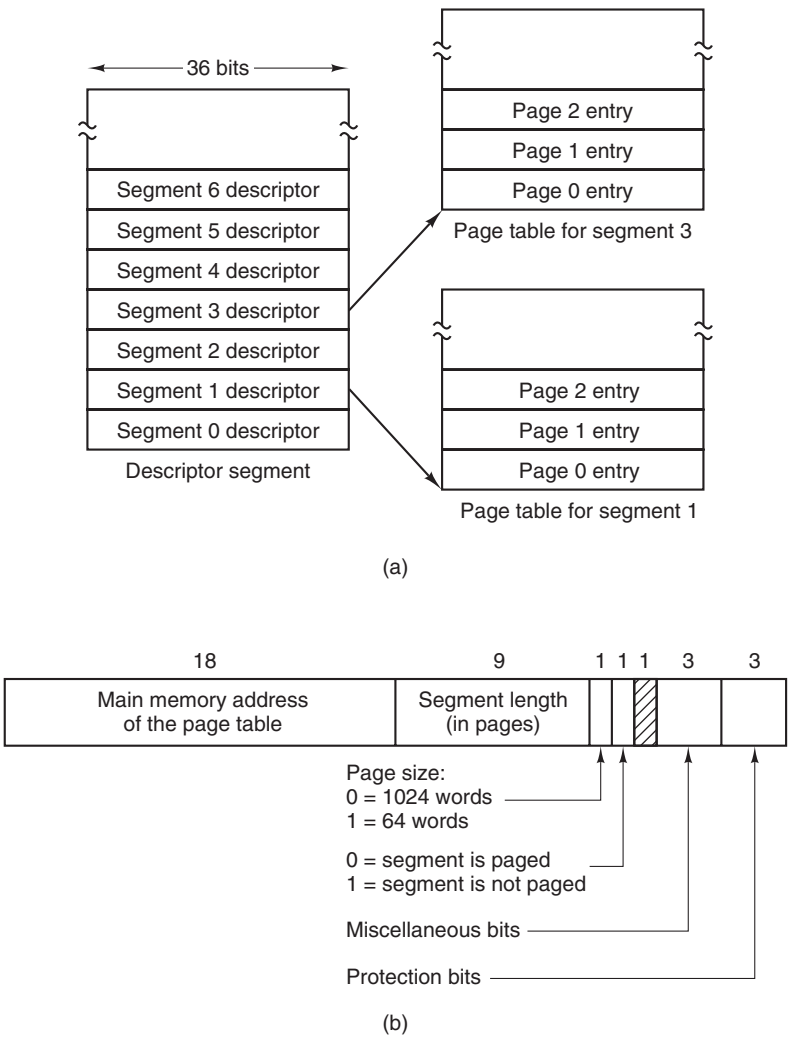 36 bits
Segment 6 descriptor
Segment 5 descriptor
Segment 4 descriptor
Segment 3 descriptor
Segment 2 descriptor
Segment 1 descriptor
Segment 0 descriptor
Descriptor segment
Page 2 entry
Page 1 entry
Page 0 entry
Page table for segment 3
Page 2 entry
Page 1 entry
Page 0 entry
Page table for segment 1
(a)
18 9 1 1 1 3 3
Main memory address
of the page table
Segment length
(in pages)
Page size:
0 = 1024 words
1 = 64 words
0 = segment is paged
1 = segment is not paged
Miscellaneous bits
Protection bits
(b)